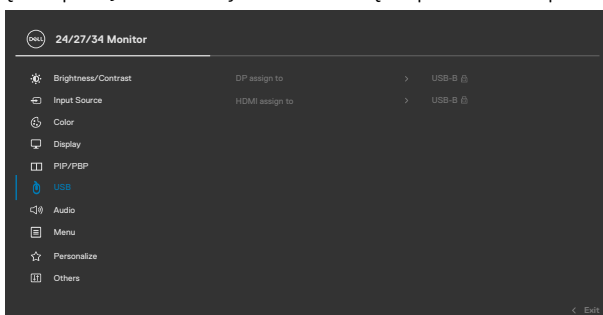 DELL
24/27/34 Monitor
Brightness/Contrast
DP assign to > USB-B
Input Source
HDMI assign to > USB-B
Color
Display
PIP/PBP
USB
Audio
Menu
Personalize
Others
< Exit